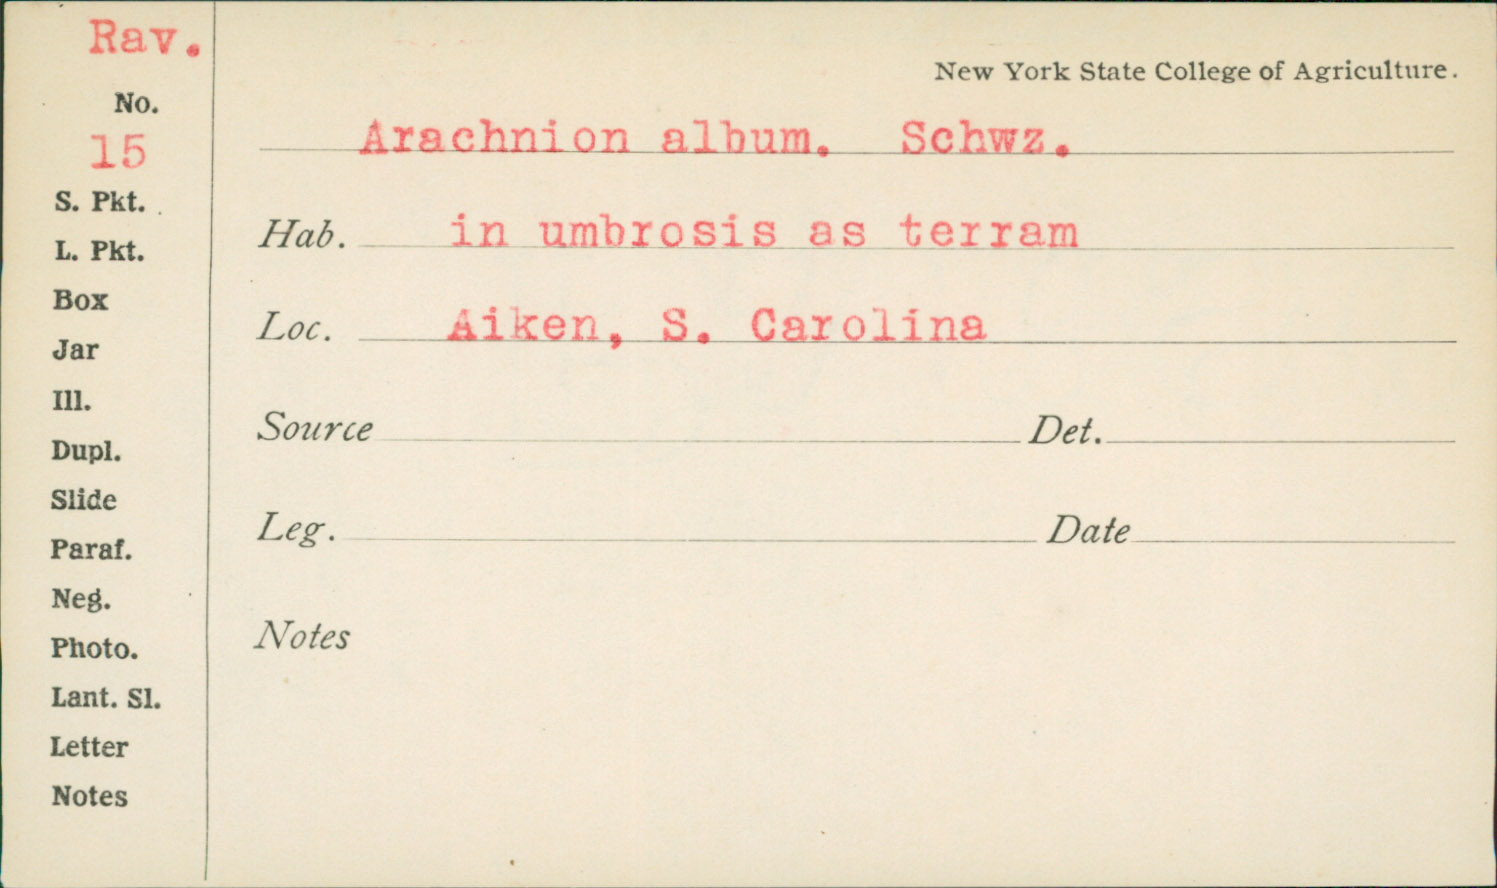 Rav.
New York State College of Agriculture.
No.
15
Arachnion album. Schwz.
S. Pkt.
Hab. in umbrosis as terram
L. Pkt.
Box
Loc. Aiken, S. Carolina
Jar
Ill.
Source Det.
Dupl.
Slide
Leg. Date
Paraf.
Neg.
Notes
Photo.
Lant. Sl.
Letter
Notes